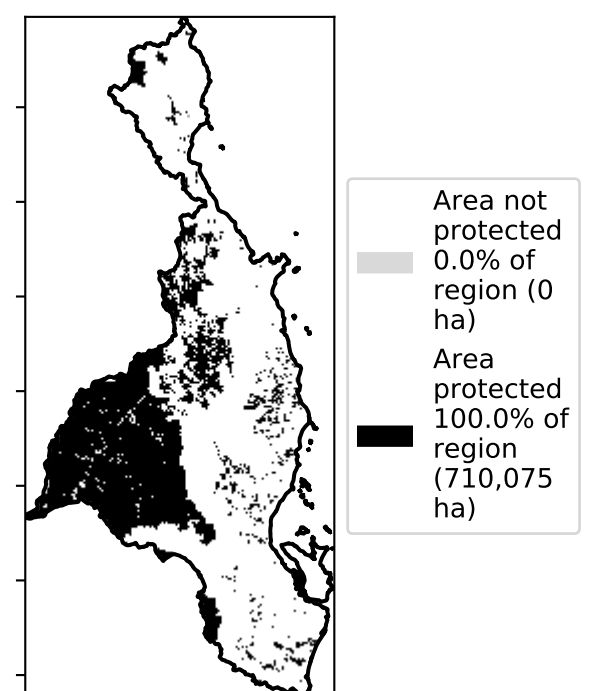 Area not
protected
0.0% of
region (0
ha)
Area
protected
100.0% of
region
(710,075
ha)